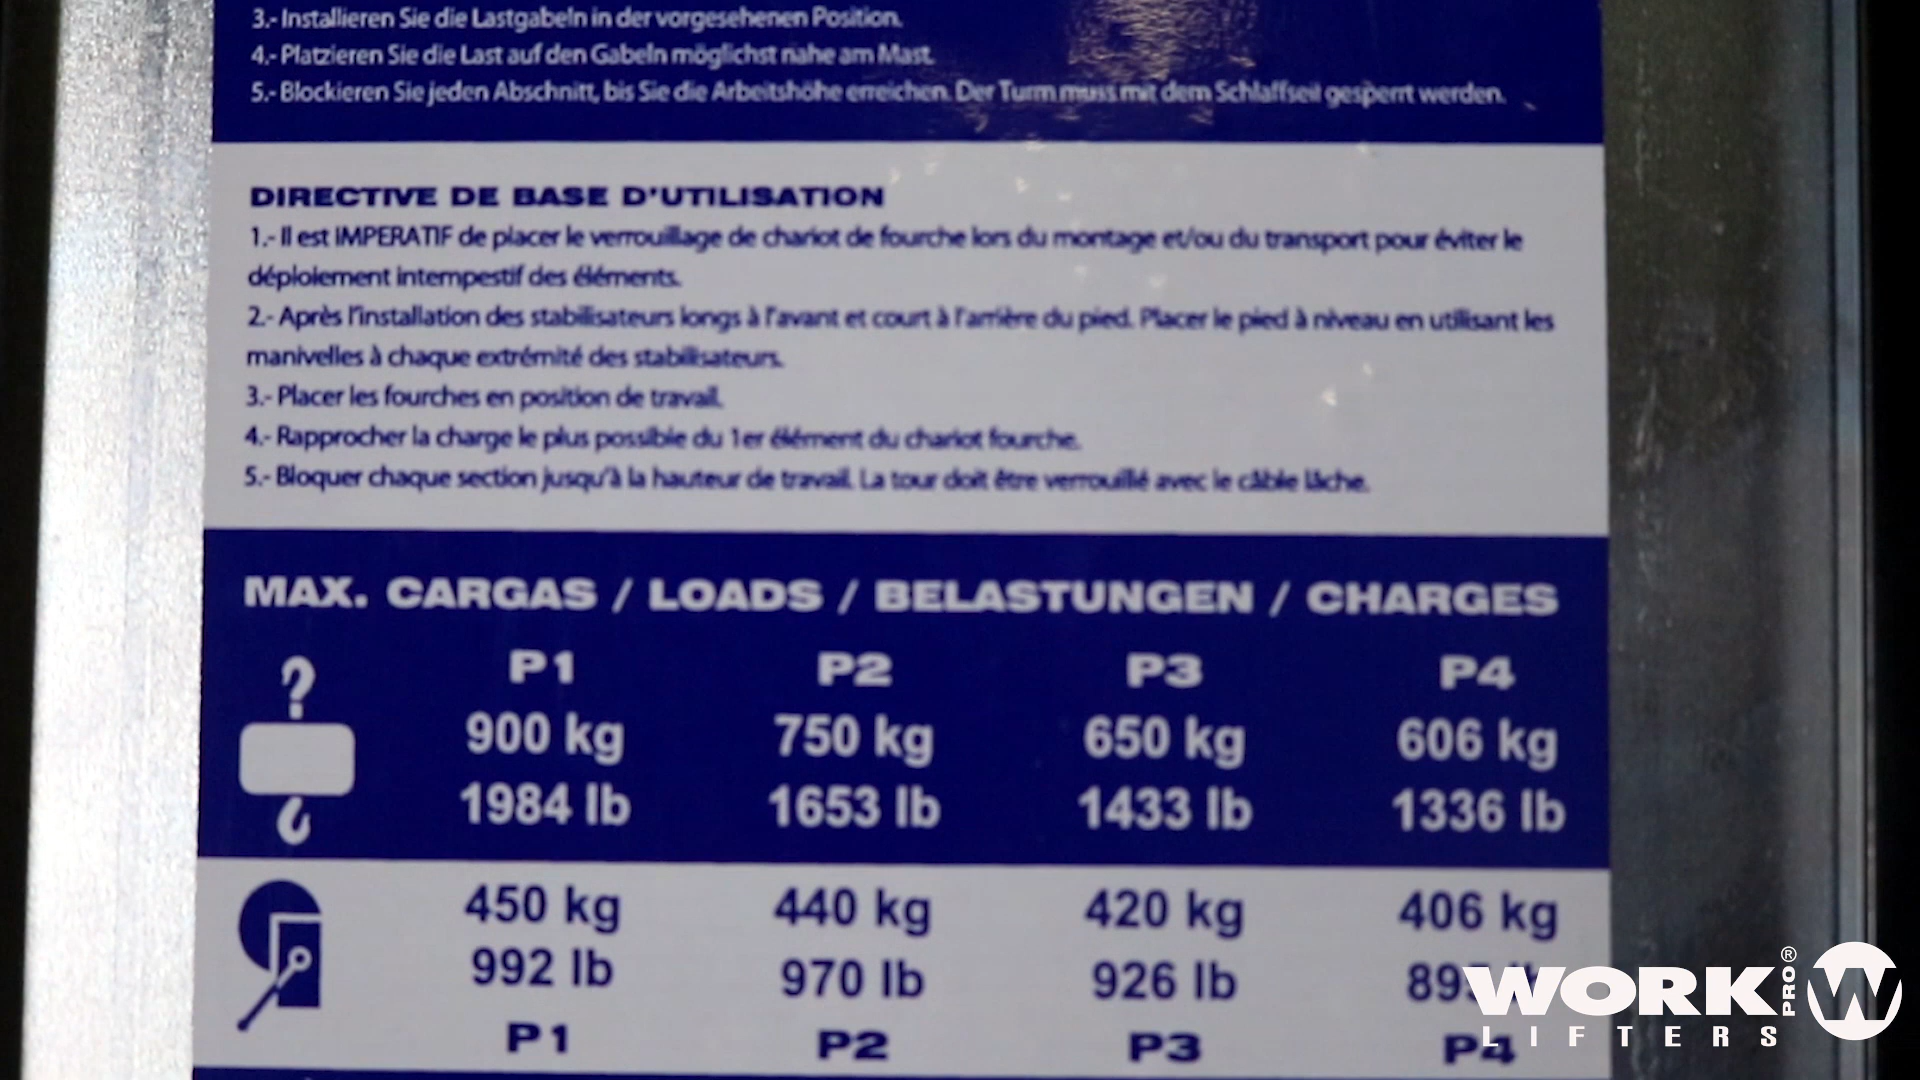 3.- Installieren Sie die Lastgabeln in der vorgesehenen Position.
4.- Platzieren Sie die Last auf den Gabeln möglichst nahe am Mast.
5.- Blockieren Sie jeden Abschnitt, bis Sie die Arbeitshöhe erreichen. Der Turm muss mit dem Schlaffseil gesperrt werden.
DIRECTIVE DE BASE D'UTILISATION
1.- Il est IMPERATIF de placer le verrouillage de chariot de fourche lors du montage et/ou du transport pour éviter le
déploiement intempestif des éléments.
2.- Après l'installation des stabilisateurs longs à l'avant et court à l'arrière du pied. Placer le pied à niveau en utilisant les
manivelles à chaque extrémité des stabilisateurs.
3.- Placer les fourches en position de travail.
4.- Rapprocher la charge le plus possible du 1er élément du chariot fourche.
5.- Bloquer chaque section jusqu'à la hauteur de travail. La tour doit être verrouillé avec le câble lâche.
MAX. CARGAS / LOADS / BELASTUNGEN / CHARGES
P1 P2 P3 P4
900 kg 750 kg 650 kg 606 kg
1984 lb 1653 lb 1433 lb 1336 lb
450 kg 440 kg 420 kg 406 kg
992 lb 970 lb 926 lb
P1 P2 P3 P4
WORK PRO® W
LIFTERS